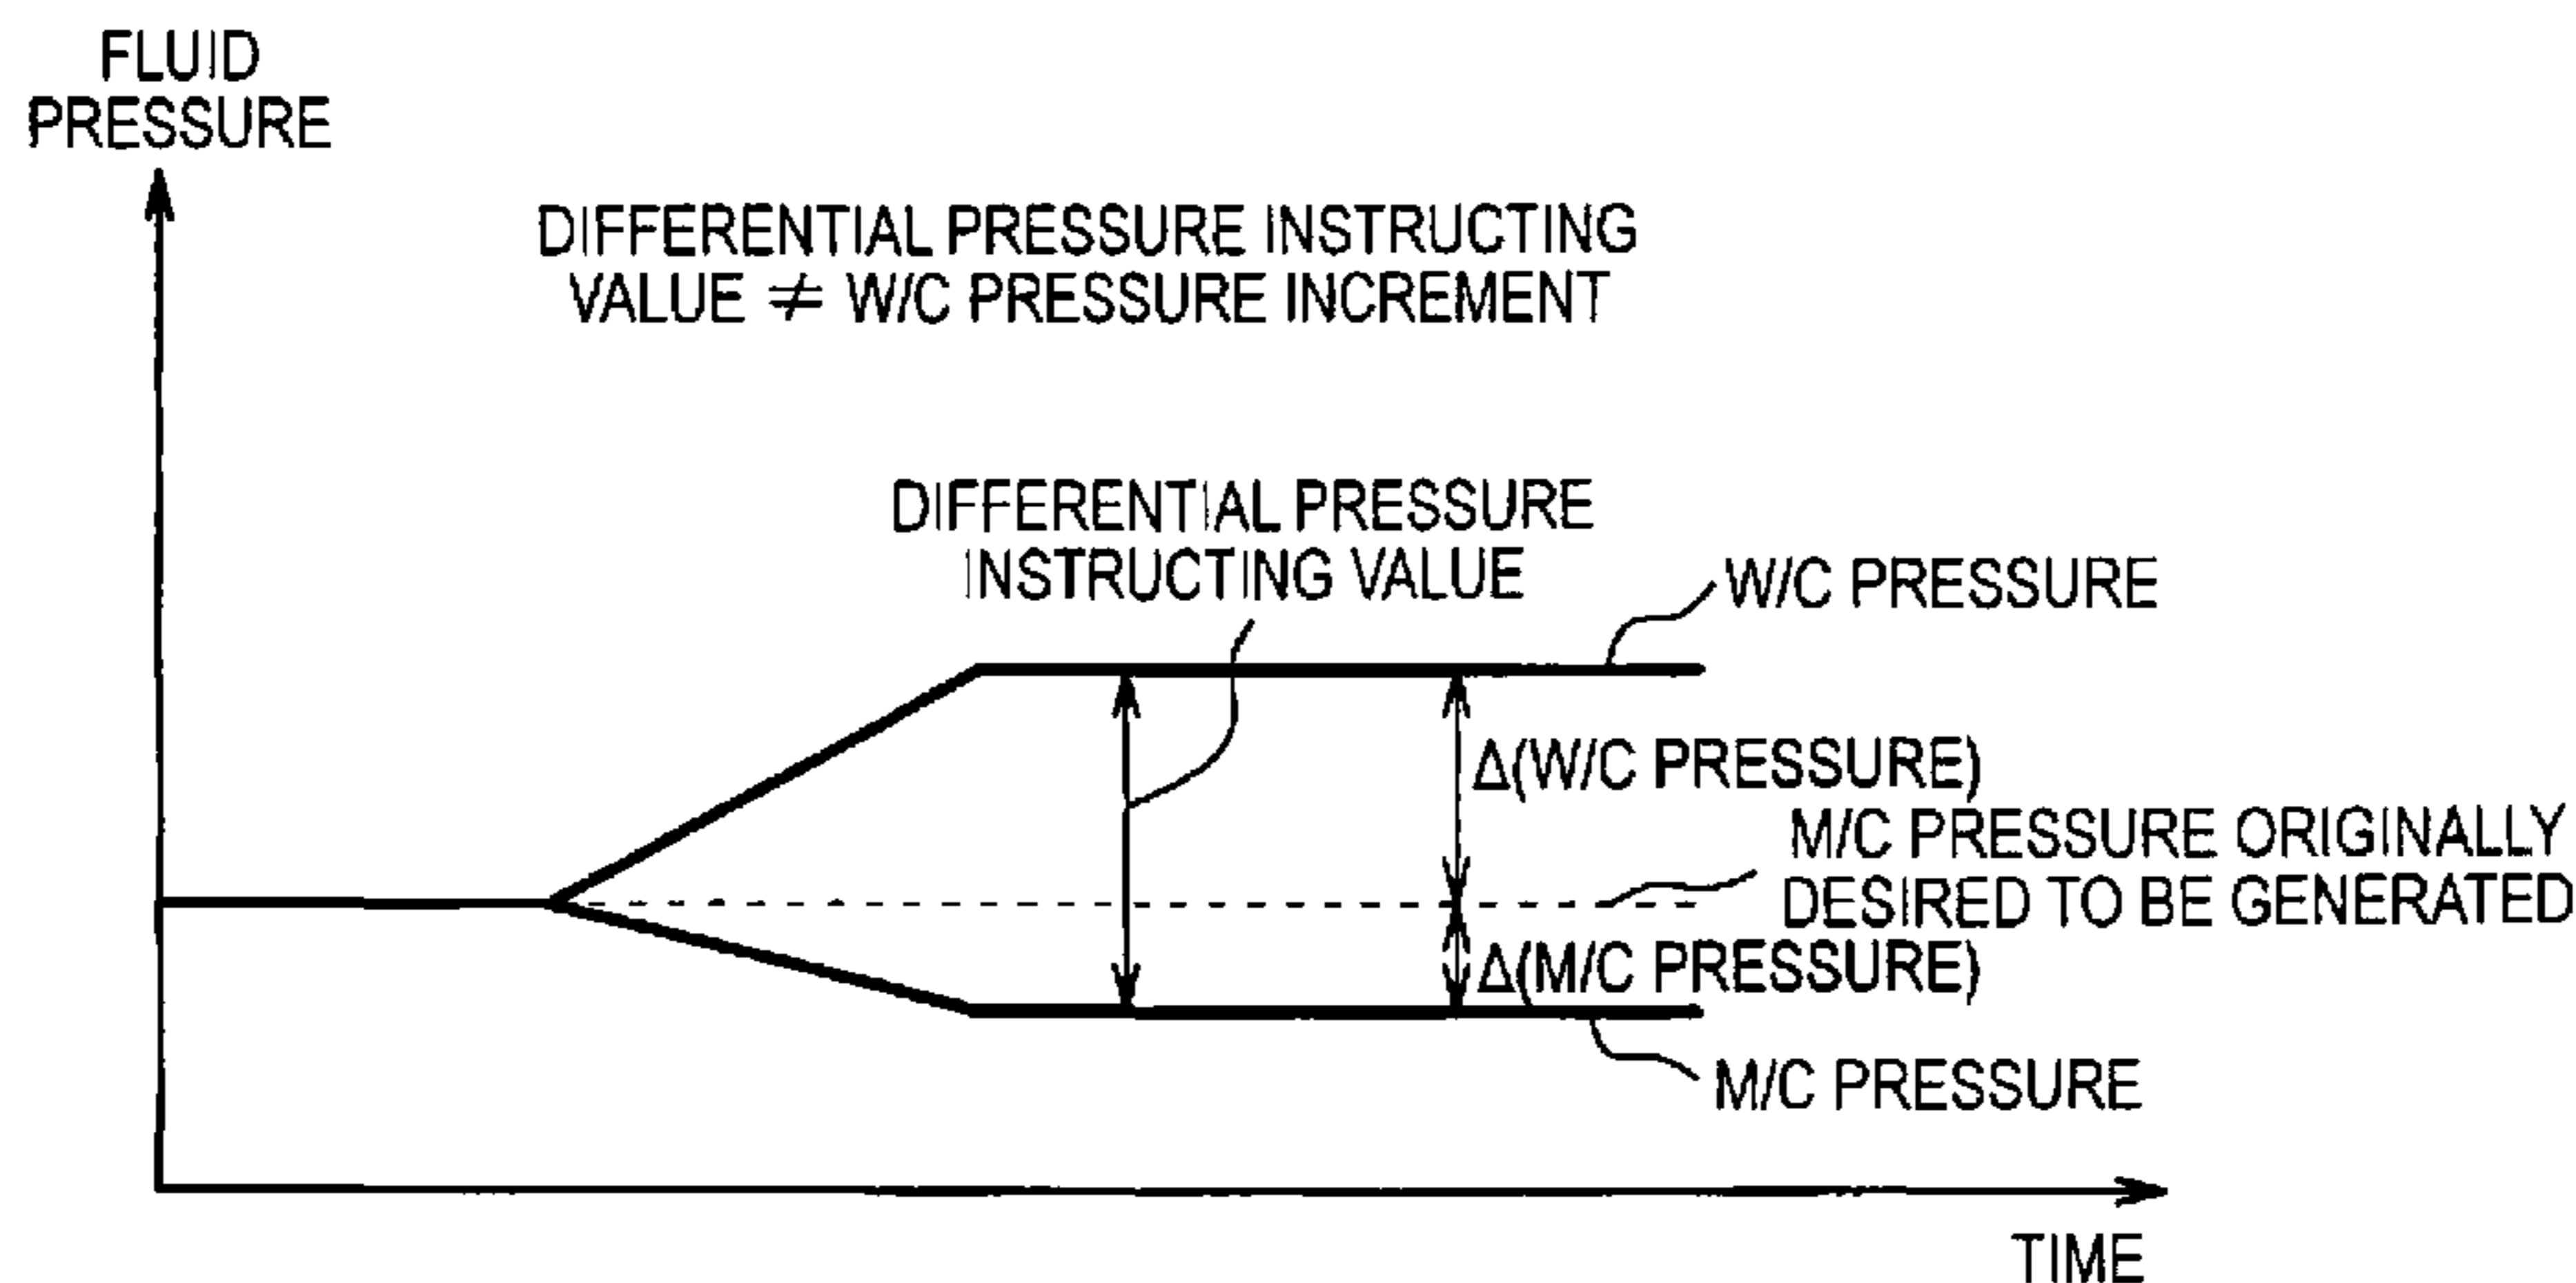 FLUID
PRESSURE
DIFFERENTIAL PRESSURE INSTRUCTING
VALUE ≠ W/C PRESSURE INCREMENT
DIFFERENTIAL PRESSURE
INSTRUCTING VALUE
W/C PRESSURE
Δ(W/C PRESSURE)
M/C PRESSURE ORIGINALLY
DESIRED TO BE GENERATED
Δ(M/C PRESSURE)
M/C PRESSURE
TIME